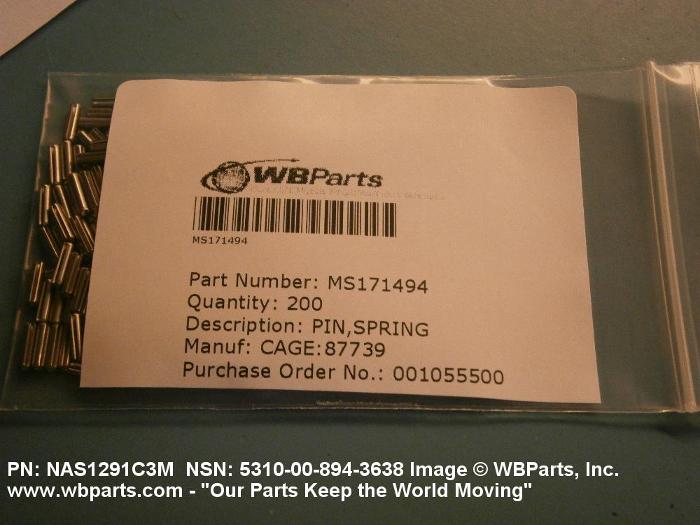 WBParts
MS171494
Part Number: MS171494
Quantity: 200
Description: PIN,SPRING
Manuf: CAGE:87739
Purchase Order No.: 001055500
PN: NAS1291C3M NSN: 5310-00-894-3638 Image © WBParts, Inc.
www.wbparts.com - "Our Parts Keep the World Moving"